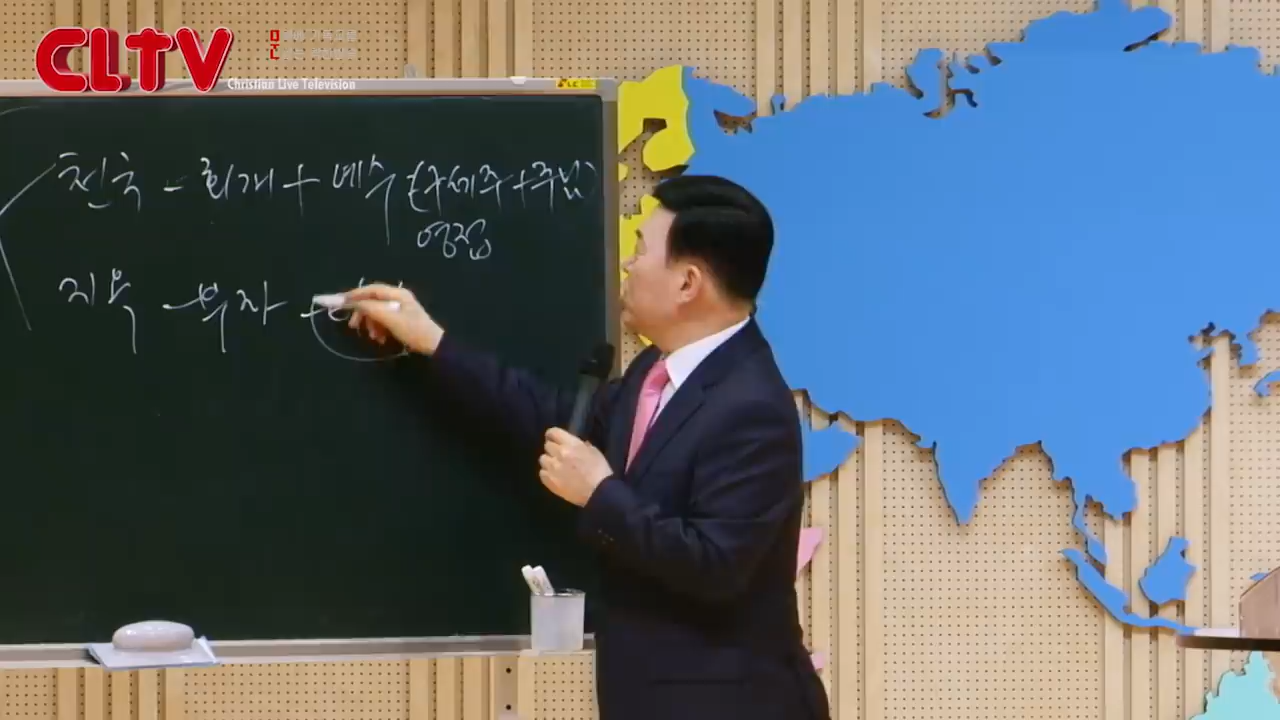 CLTV
Christian Live Television
천국 - 회개 + 예수 (구세주+주님)
영접
지옥 - 부자 +